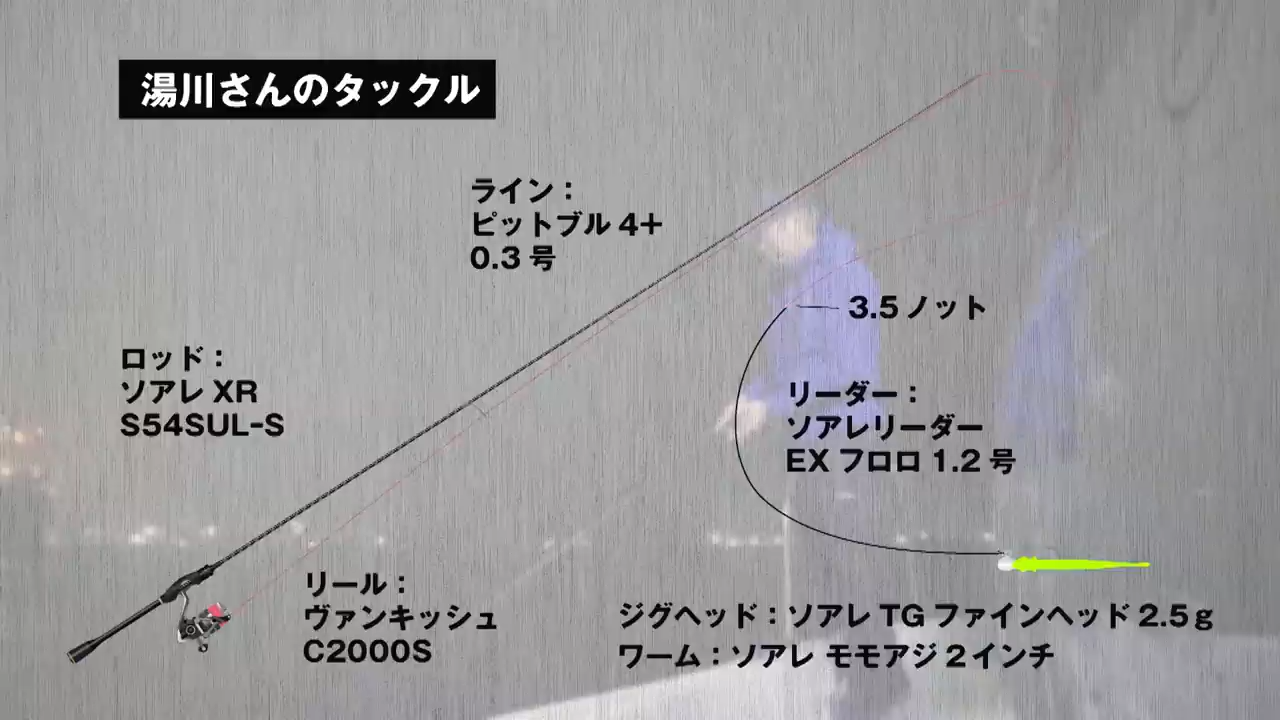 湯川さんのタックル
ライン：
ピットブル 4+
0.3 号
3.5 ノット
ロッド：
ソアレ XR
S54SUL-S
リーダー：
ソアレリーダー
EX フロロ 1.2 号
リール：
ヴァンキッシュ
C2000S
ジグヘッド：ソアレ TG ファインヘッド 2.5ｇ
ワーム：ソアレ モモアジ 2 インチ